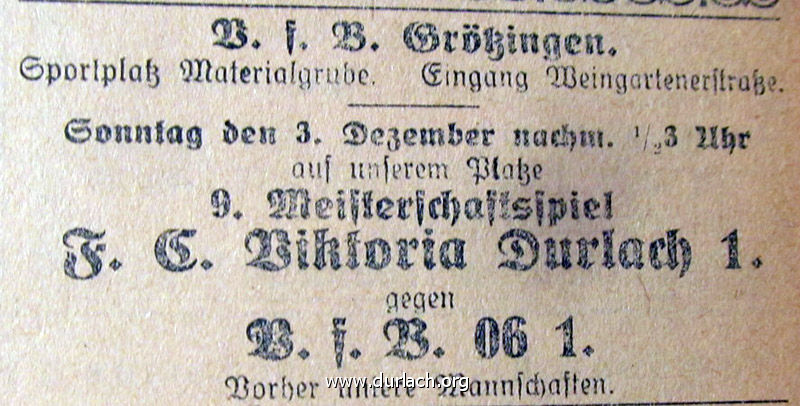 V. f. B. Grötzingen.
Sportplatz Materialgrube. Eingang Weingartenerstraße.
Sonntag den 3. Dezember nachm. 1/23 Uhr
auf unserem Platze
9. Meisterschaftsspiel
F. C. Viktoria Durlach 1.
gegen
V. f. B. 06 1.
Vorher untere Mannschaften.
www.durlach.org